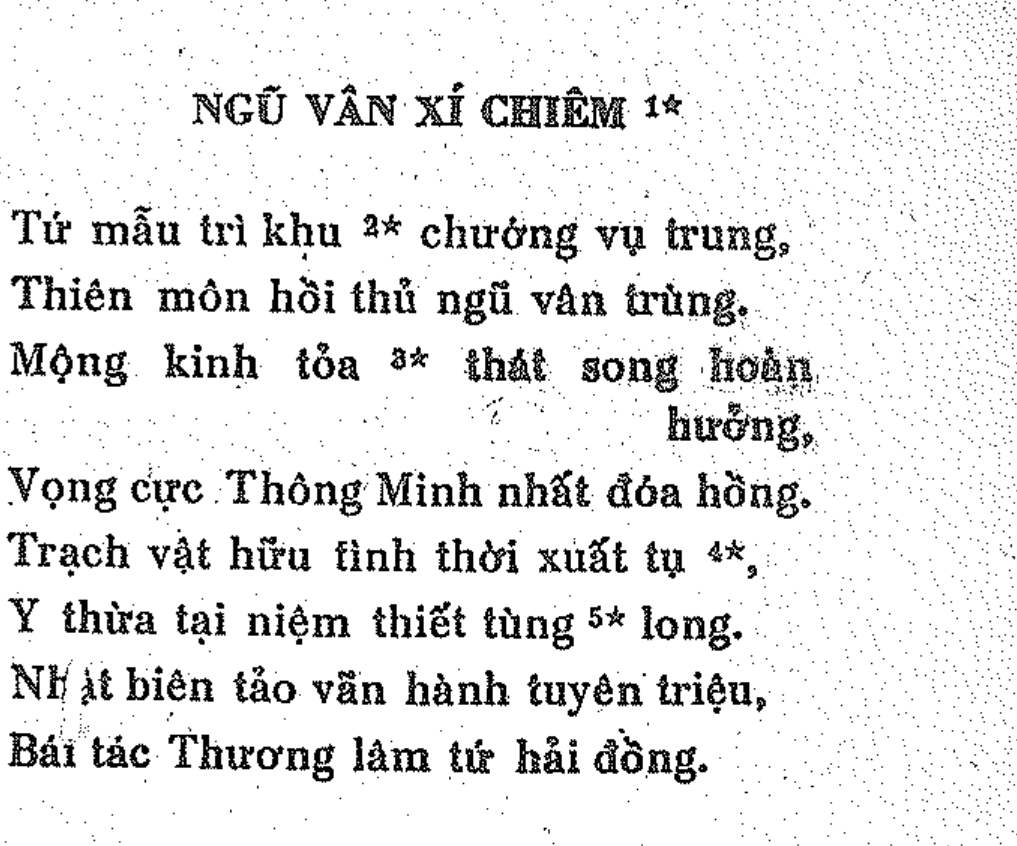 NGŨ VÂN XÍ CHIÊM 1*
Tứ mẫu trì khu 2* chướng vụ trung,
Thiên môn hồi thủ ngũ vân trùng.
Mộng kinh tỏa 3* thát song hoàn
hưởng,
Vọng cực Thông Minh nhất đóa hồng.
Trạch vật hữu tình thời xuất tụ 4*,
Y thừa tại niệm thiết tùng 5* long.
Nhật biên tảo vãn hành tuyên triệu,
Bái tác Thương lâm tứ hải đồng.